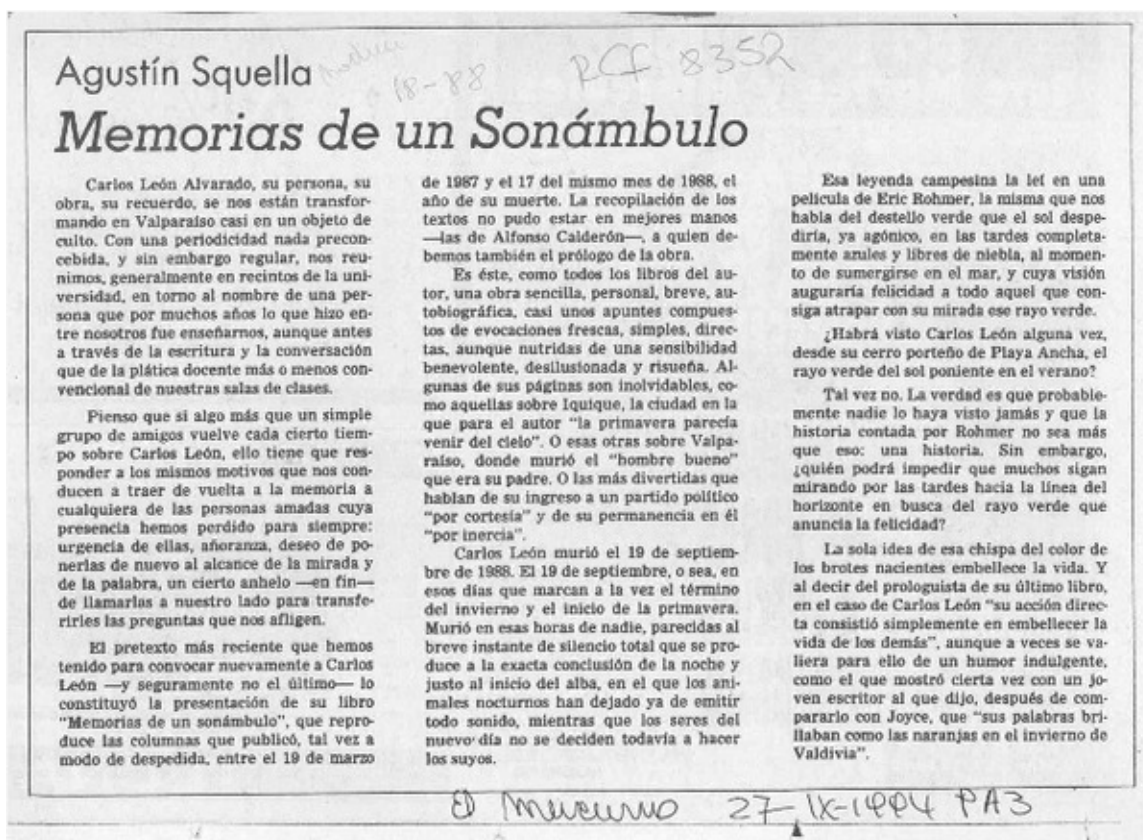 Agustín Squella
18-88
RCF 8352
Memorias de un Sonámbulo
Carlos León Alvarado, su persona, su
obra, su recuerdo, se nos están transfor-
mando en Valparaíso casi en un objeto de
culto. Con una periodicidad nada precon-
cebida, y sin embargo regular, nos reu-
nimos, generalmente en recintos de la uni-
versidad, en torno al nombre de una per-
sona que por muchos años lo que hizo en-
tre nosotros fue enseñarnos, aunque antes
a través de la escritura y la conversación
que de la plática docente más o menos con-
vencional de nuestras salas de clases.
Pienso que si algo más que un simple
grupo de amigos vuelve cada cierto tiem-
po sobre Carlos León, ello tiene que res-
ponder a los mismos motivos que nos con-
ducen a traer de vuelta a la memoria a
cualquiera de las personas amadas cuya
presencia hemos perdido para siempre:
urgencia de ellas, añoranza, deseo de po-
nerlas de nuevo al alcance de la mirada y
de la palabra, un cierto anhelo —en fin—
de llamarlas a nuestro lado para transfe-
rirles las preguntas que nos afligen.
El pretexto más reciente que hemos
tenido para convocar nuevamente a Carlos
León —y seguramente no el último— lo
constituyó la presentación de su libro
"Memorias de un sonámbulo", que repro-
duce las columnas que publicó, tal vez a
modo de despedida, entre el 19 de marzo
de 1987 y el 17 del mismo mes de 1988, el
año de su muerte. La recopilación de los
textos no pudo estar en mejores manos
—las de Alfonso Calderón—, a quien de-
bemos también el prólogo de la obra.
Es éste, como todos los libros del au-
tor, una obra sencilla, personal, breve, au-
tobiográfica, casi unos apuntes compues-
tos de evocaciones frescas, simples, direc-
tas, aunque nutridas de una sensibilidad
benevolente, desilusionada y risueña. Al-
gunas de sus páginas son inolvidables, co-
mo aquellas sobre Iquique, la ciudad en la
que para el autor "la primavera parecía
venir del cielo". O esas otras sobre Valpa-
raíso, donde murió el "hombre bueno"
que era su padre. O las más divertidas que
hablan de su ingreso a un partido político
"por cortesía" y de su permanencia en él
"por inercia".
Carlos León murió el 19 de septiem-
bre de 1988. El 19 de septiembre, o sea, en
esos días que marcan a la vez el término
del invierno y el inicio de la primavera.
Murió en esas horas de nadie, parecidas al
breve instante de silencio total que se pro-
duce a la exacta conclusión de la noche y
justo al inicio del alba, en el que los ani-
males nocturnos han dejado ya de emitir
todo sonido, mientras que los seres del
nuevo día no se deciden todavía a hacer
los suyos.
Esa leyenda campesina la leí en una
película de Eric Rohmer, la misma que nos
habla del destello verde que el sol despe-
diría, ya agónico, en las tardes completa-
mente azules y libres de niebla, al momen-
to de sumergirse en el mar, y cuya visión
auguraría felicidad a todo aquel que con-
siga atrapar con su mirada ese rayo verde.
¿Habrá visto Carlos León alguna vez,
desde su cerro porteño de Playa Ancha, el
rayo verde del sol poniente en el verano?
Tal vez no. La verdad es que probable-
mente nadie lo haya visto jamás y que la
historia contada por Rohmer no sea más
que eso: una historia. Sin embargo,
¿quién podrá impedir que muchos sigan
mirando por las tardes hacia la línea del
horizonte en busca del rayo verde que
anuncia la felicidad?
La sola idea de esa chispa del color de
los brotes nacientes embellece la vida. Y
al decir del prologuista de su último libro,
en el caso de Carlos León "su acción direc-
ta consistió simplemente en embellecer la
vida de los demás", aunque a veces se va-
liera para ello de un humor indulgente,
como el que mostró cierta vez con un jo-
ven escritor al que dijo, después de com-
pararlo con Joyce, que "sus palabras bri-
llaban como las naranjas en el invierno de
Valdivia".
El Mercurio 27-IX-1994 PA3